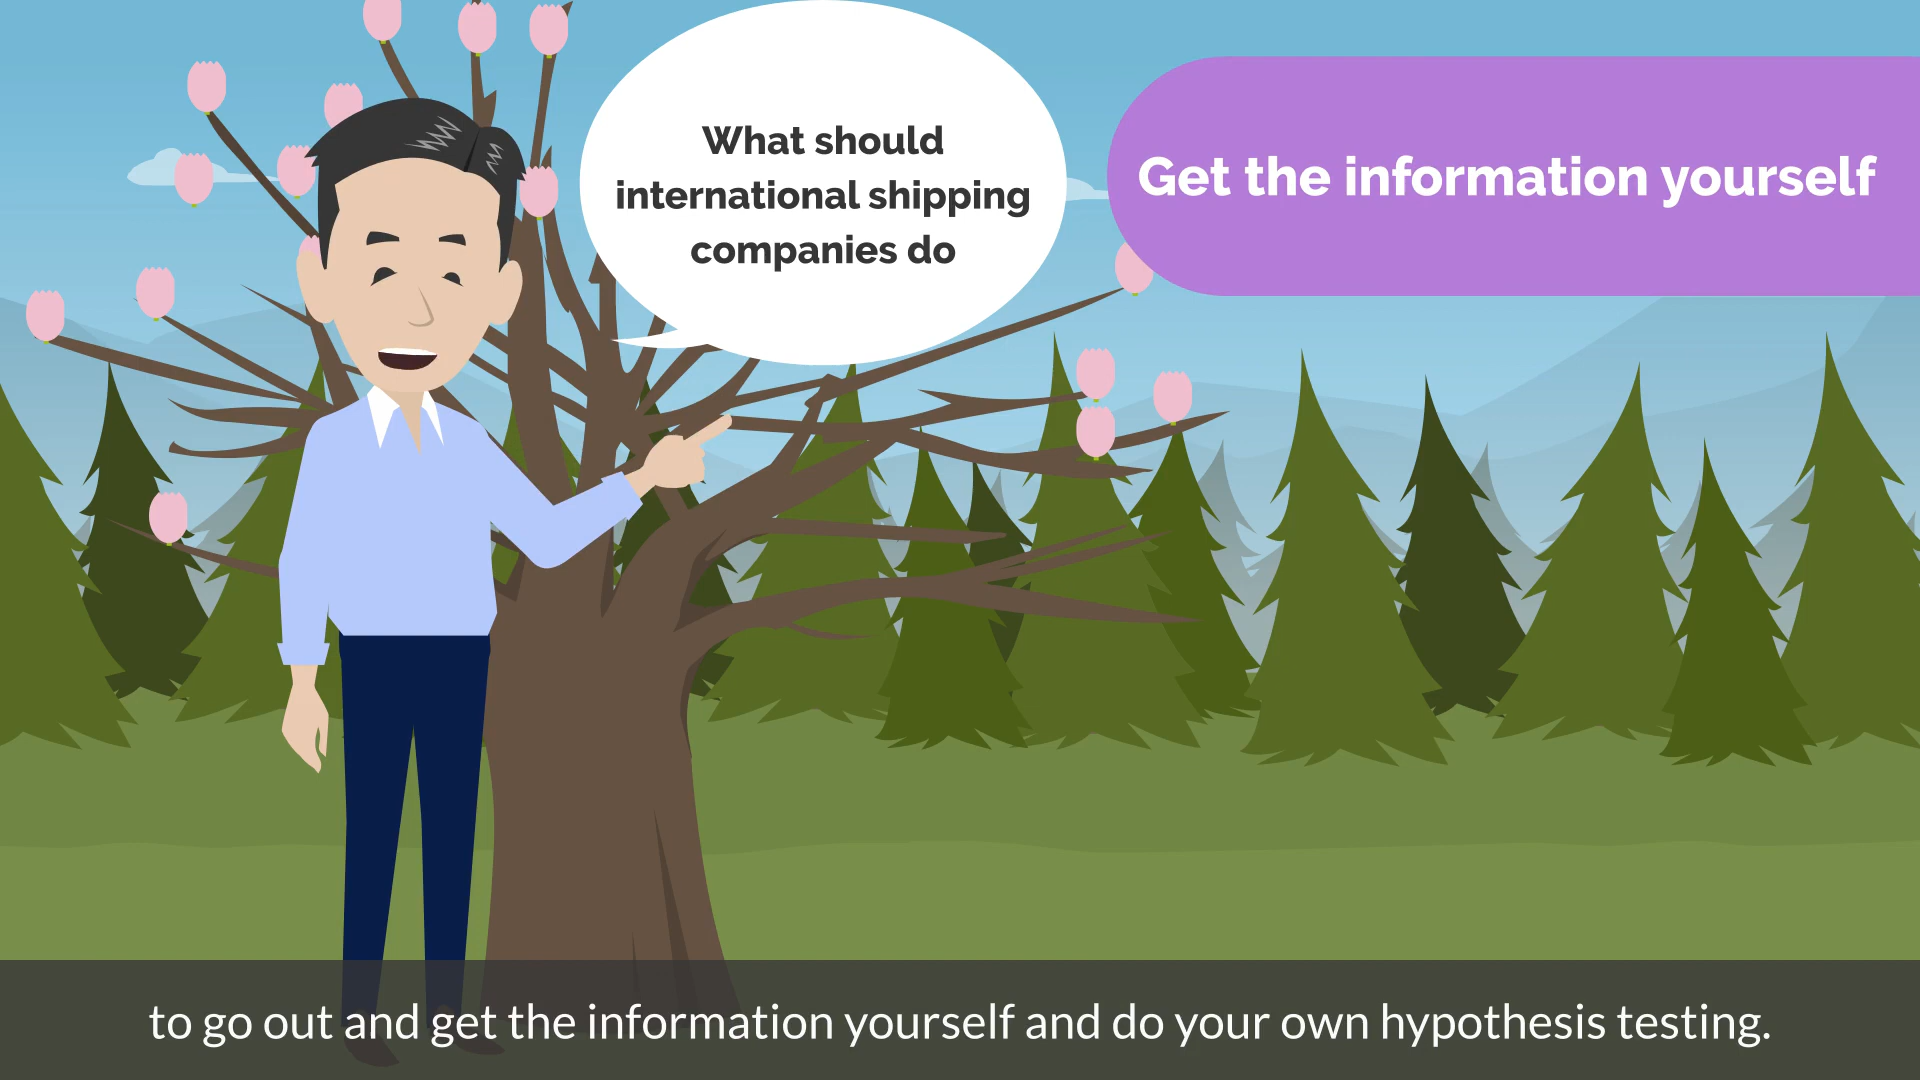 What should
international shipping
companies do
Get the information yourself
to go out and get the information yourself and do your own hypothesis testing.